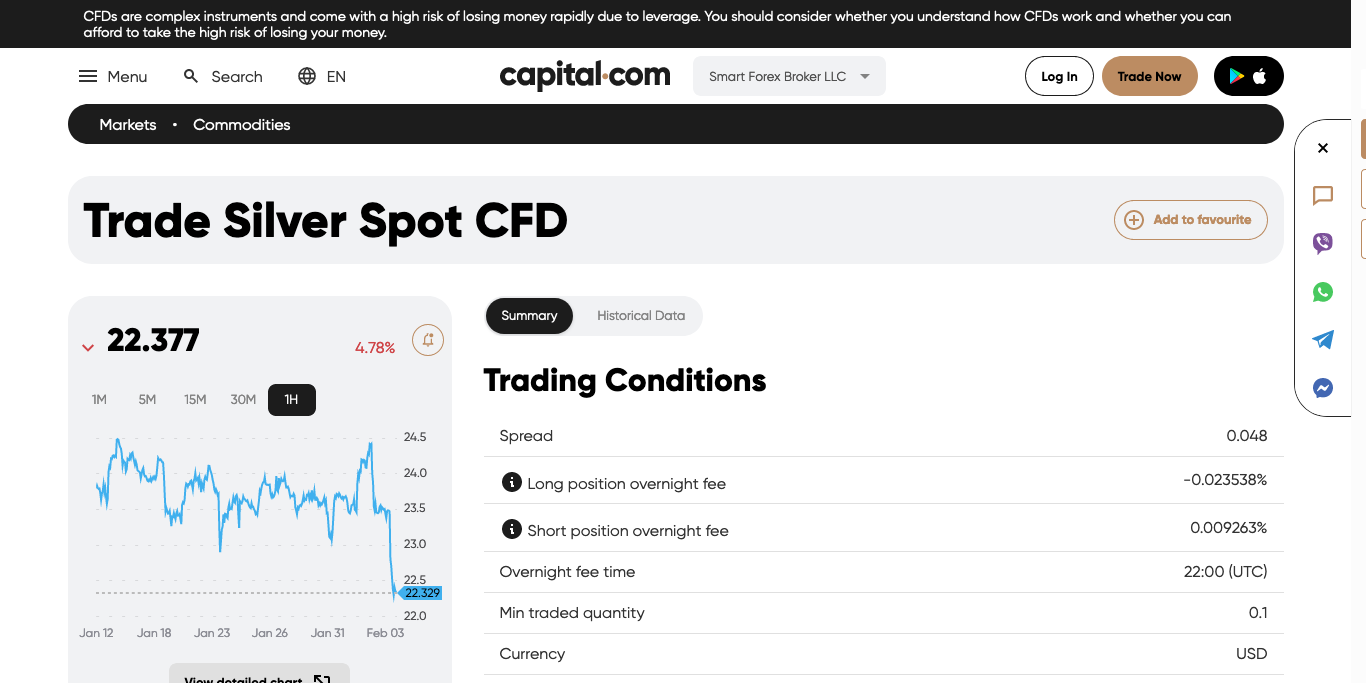 CFDs are complex instruments and come with a high risk of losing money rapidly due to leverage. You should consider whether you understand how CFDs work and whether you can
afford to take the high risk of losing your money.
Menu Search EN capital.com Smart Forex Broker LLC Log In Trade Now
Markets • Commodities
Trade Silver Spot CFD Add to favourite
22.377 4.78%
1M 5M 15M 30M 1H
24.5
24.0
23.5
23.0
22.5
22.329
22.0
Jan 12 Jan 18 Jan 23 Jan 26 Jan 31 Feb 03
View detailed chart
Summary Historical Data
Trading Conditions
Spread 0.048
Long position overnight fee -0.023538%
Short position overnight fee 0.009263%
Overnight fee time 22:00 (UTC)
Min traded quantity 0.1
Currency USD